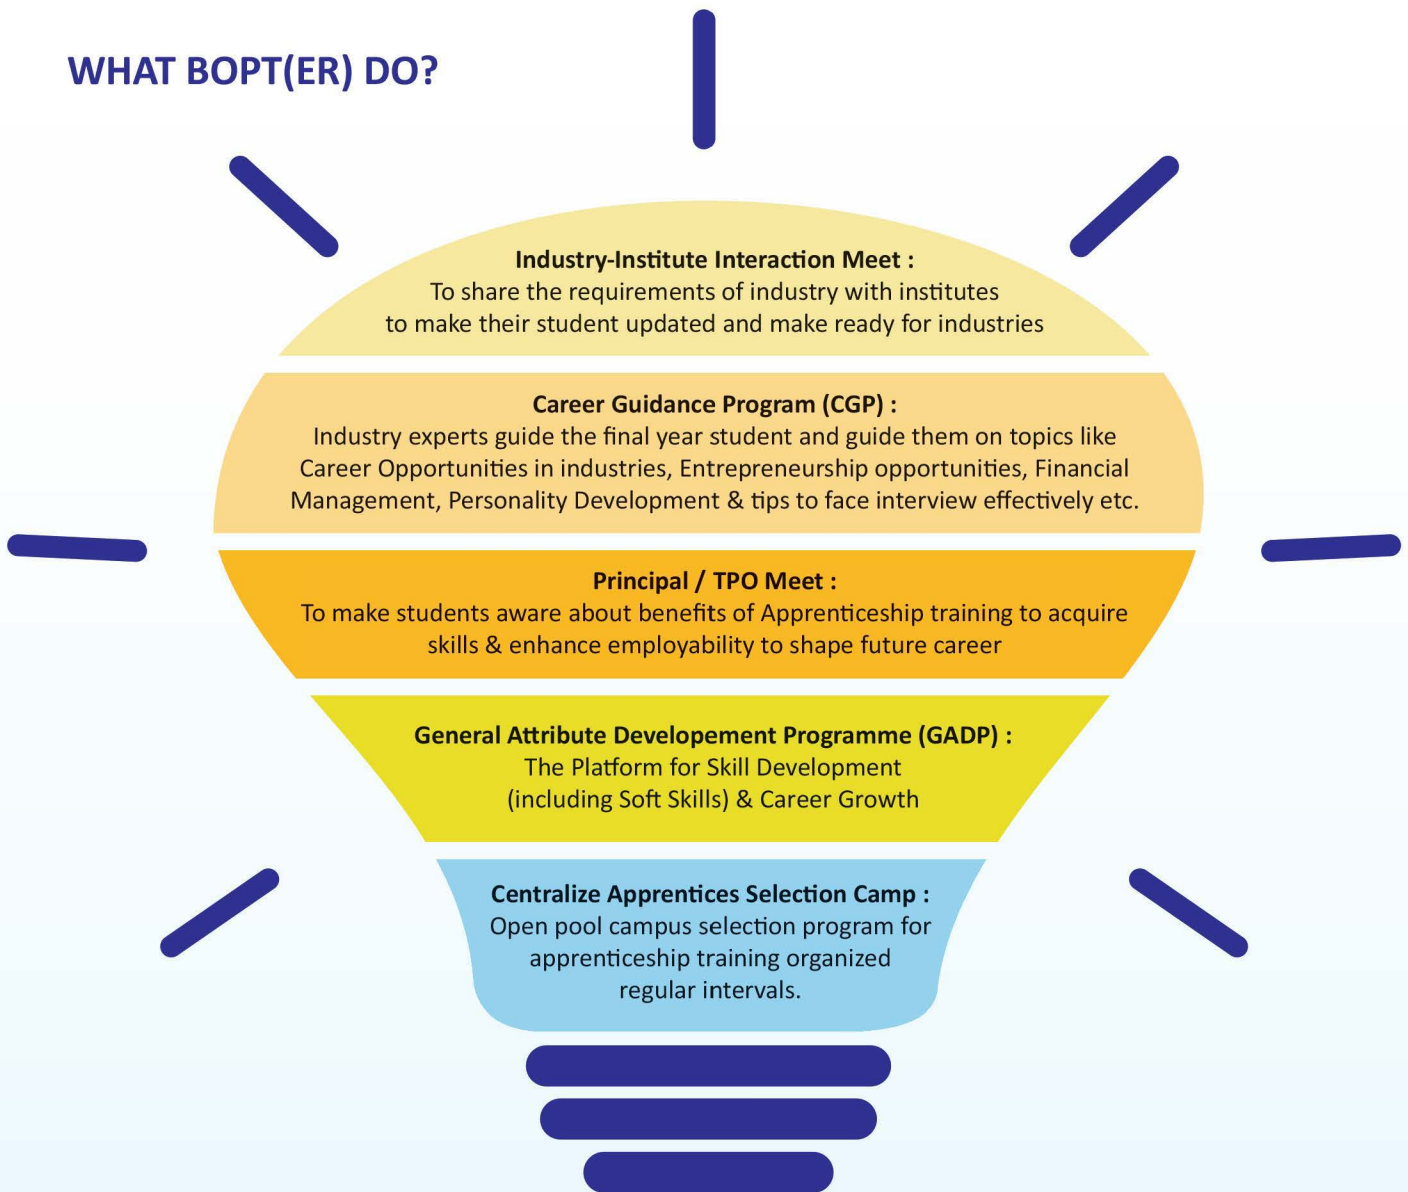 WHAT BOPT(ER) DO?
Industry-Institute Interaction Meet :
To share the requirements of industry with institutes
to make their student updated and make ready for industries
Career Guidance Program (CGP) :
Industry experts guide the final year student and guide them on topics like
Career Opportunities in industries, Entrepreneurship opportunities, Financial
Management, Personality Development & tips to face interview effectively etc.
Principal / TPO Meet :
To make students aware about benefits of Apprenticeship training to acquire
skills & enhance employability to shape future career
General Attribute Developement Programme (GADP) :
The Platform for Skill Development
(including Soft Skills) & Career Growth
Centralize Apprentices Selection Camp :
Open pool campus selection program for
apprenticeship training organized
regular intervals.